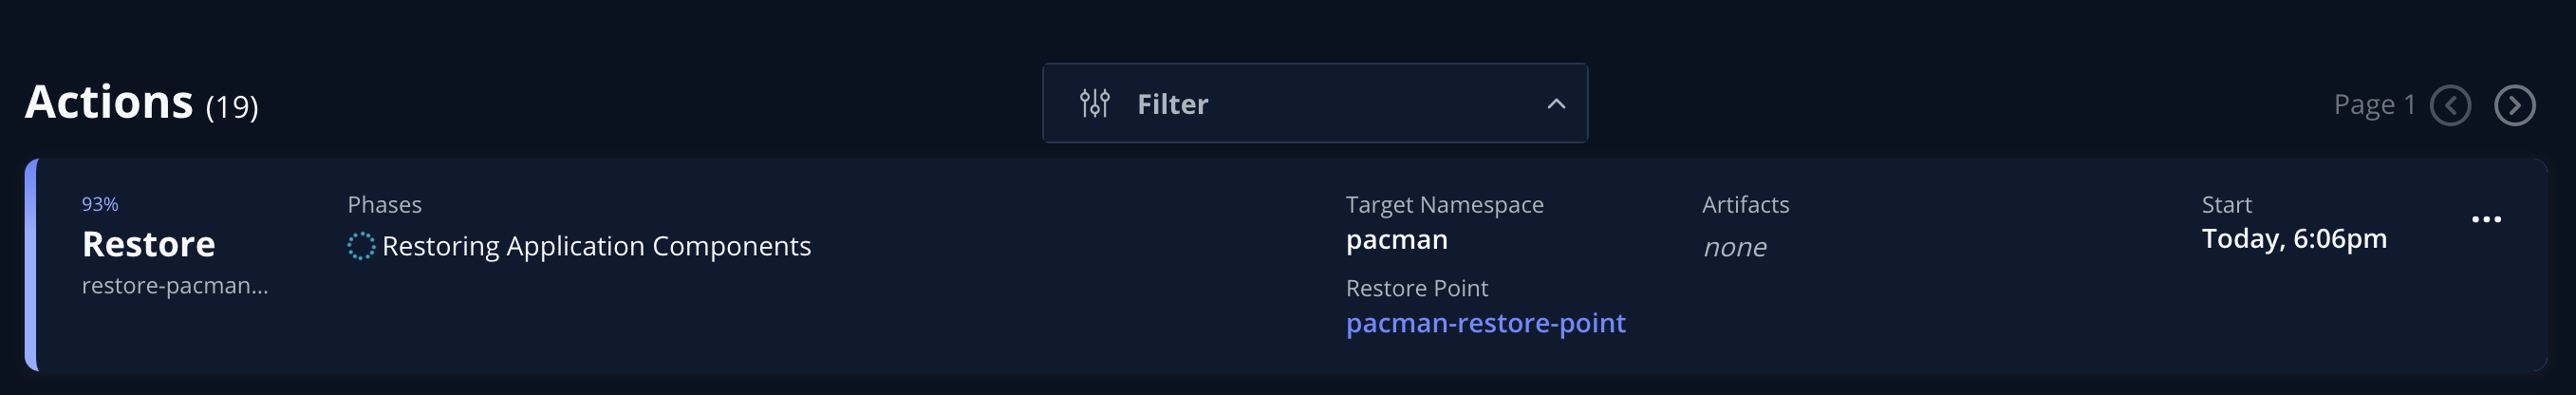 Actions (19)
Filter
Page 1
93%
Restore
restore-pacman...
Phases
Restoring Application Components
Target Namespace
pacman
Restore Point
pacman-restore-point
Artifacts
none
Start
Today, 6:06pm